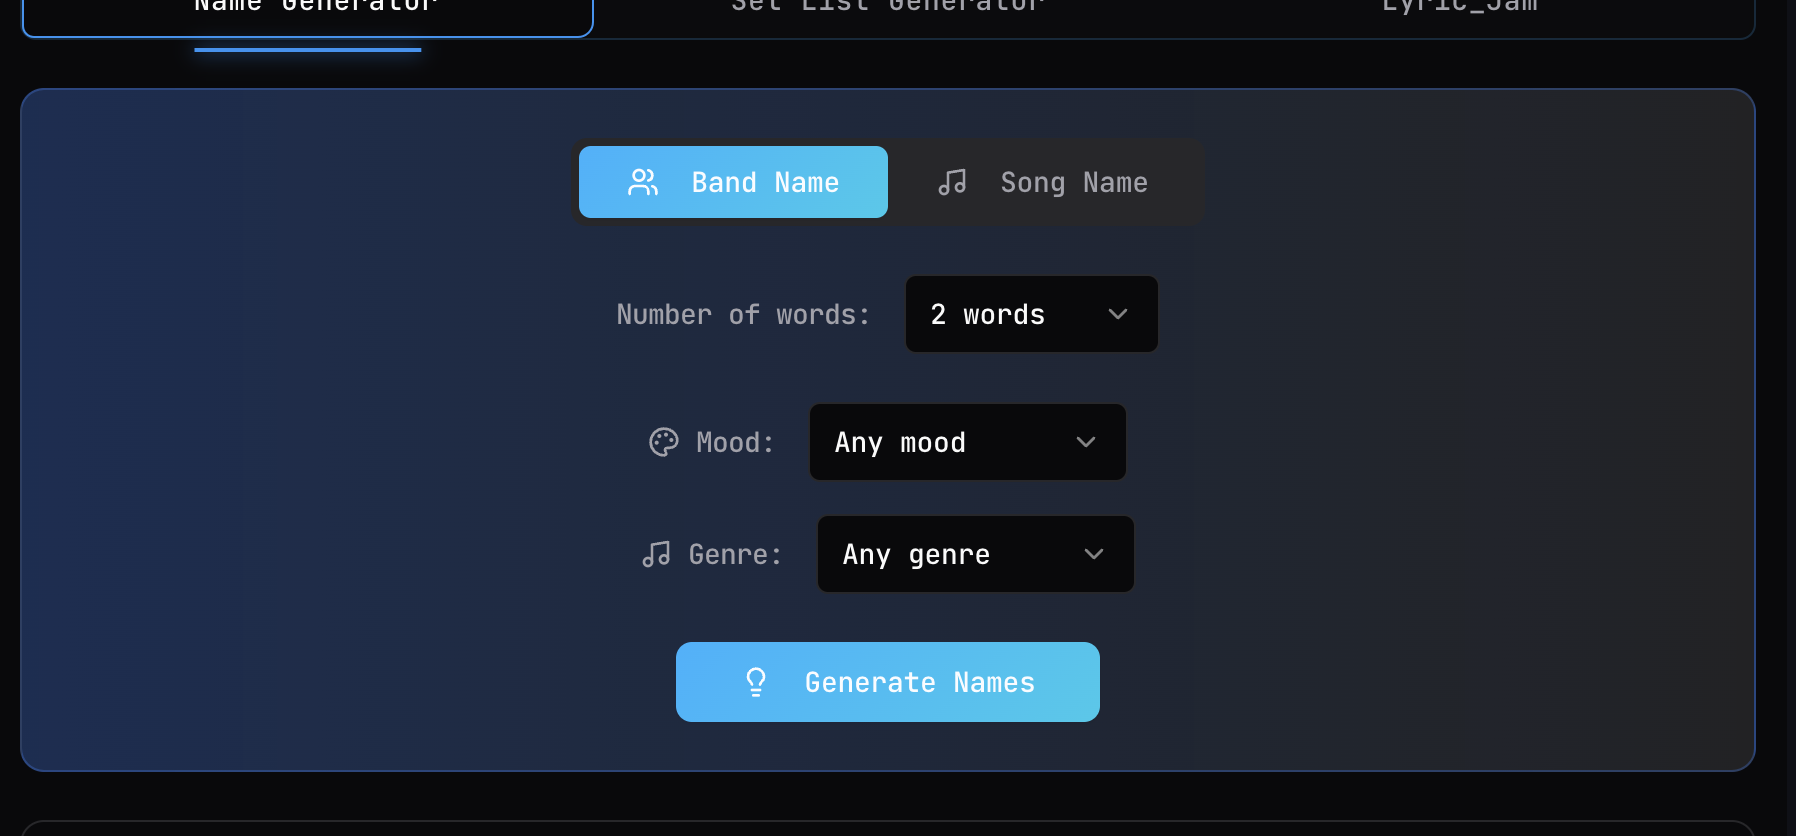 Name Generator
Set List Generator
Lyric_Jam
Band Name
Song Name
Number of words:
2 words
Mood:
Any mood
Genre:
Any genre
Generate Names